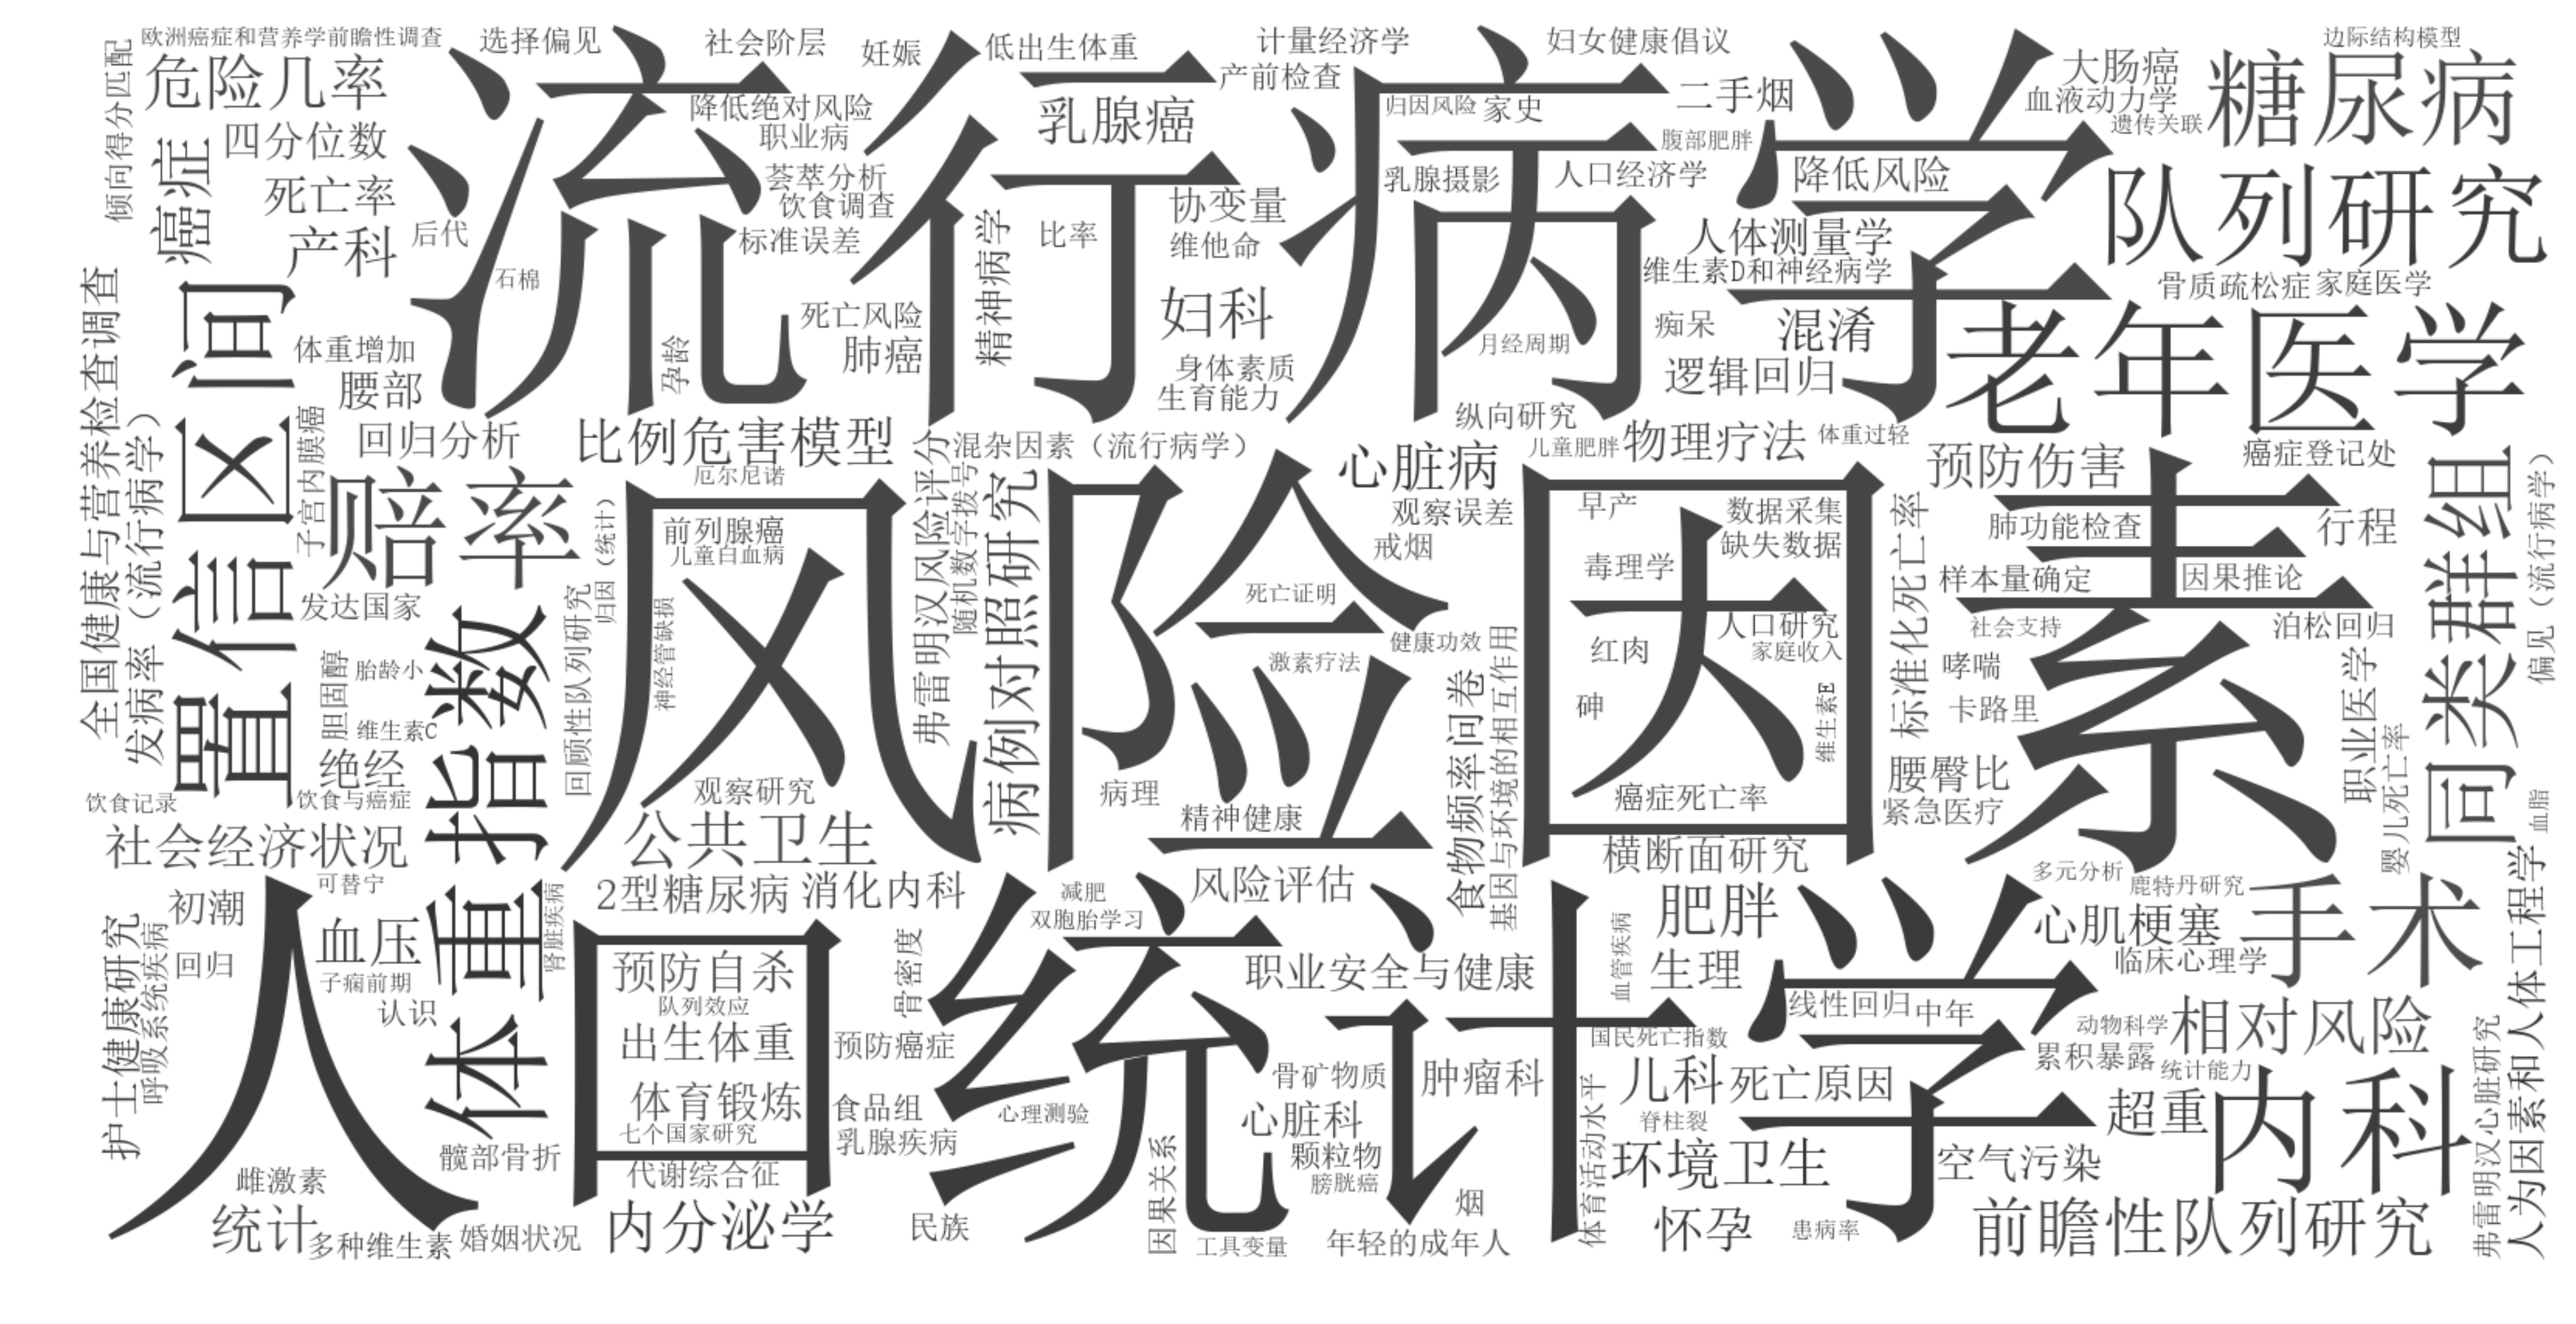 欧洲癌症和营养学前瞻性调查
选择偏见
社会阶层
妊娠
低出生体重
计量经济学
妇女健康倡议
边际结构模型
倾向得分匹配
危险几率
流行病学
产前检查
二手烟
大肠癌
血液动力学
遗传关联
糖尿病
降低绝对风险
职业病
乳腺癌
归因风险
家史
腹部肥胖
四分位数
癌症
死亡率
荟萃分析
饮食调查
协变量
乳腺摄影
人口经济学
降低风险
队列研究
产科
后代
标准误差
精神病学
比率
维他命
人体测量学
维生素D和神经病学
石棉
骨质疏松症
家庭医学
全国健康与营养检查调查
置信区间
体重增加
腰部
孕龄
死亡风险
肺癌
妇科
身体素质
生育能力
月经周期
痴呆
混淆
逻辑回归
老年医学
发病率（流行病学）
子宫内膜癌
回归分析
比例危害模型
厄尔尼诺
混杂因素（流行病学）
纵向研究
儿童肥胖
物理疗法
体重过轻
心脏病
预防伤害
癌症登记处
赔率
归因（统计）
风险因素
前列腺癌
儿童白血病
弗雷明汉风险评分
随机数字拨号
病例对照研究
观察误差
戒烟
早产
数据采集
缺失数据
毒理学
标准化死亡率
肺功能检查
行程
同类群组
偏见（流行病学）
发达国家
体重指数
回顾性队列研究
神经管缺损
死亡证明
健康功效
激素疗法
红肉
人口研究
家庭收入
样本量确定
因果推论
社会支持
泊松回归
胆固醇
胎龄小
维生素C
绝经
食物频率问卷
基因与环境的相互作用
砷
维生素E
哮喘
卡路里
职业医学
婴儿死亡率
血脂
饮食记录
饮食与癌症
观察研究
病理
精神健康
癌症死亡率
腰臀比
紧急医疗
社会经济状况
公共卫生
横断面研究
人口统计学
初潮
可替宁
2型糖尿病
消化内科
减肥
双胞胎学习
风险评估
肥胖
多元分析
鹿特丹研究
护士健康研究
呼吸系统疾病
回归
血压
子痫前期
认识
肾脏疾病
预防自杀
队列效应
骨密度
职业安全与健康
血管疾病
生理
心肌梗塞
临床心理学
手术
人为因素和人体工程学
出生体重
预防癌症
线性回归
中年
国民死亡指数
动物科学
累积暴露
统计能力
相对风险
体育锻炼
七个国家研究
食品组
乳腺疾病
心理测验
骨矿物质
心脏科
肿瘤科
儿科
死亡原因
脊柱裂
超重
内科
弗雷明汉心脏研究
雌激素
髋部骨折
代谢综合征
因果关系
颗粒物
膀胱癌
体育活动水平
环境卫生
空气污染
统计
多种维生素
婚姻状况
内分泌学
民族
工具变量
烟
年轻的成年人
怀孕
患病率
前瞻性队列研究